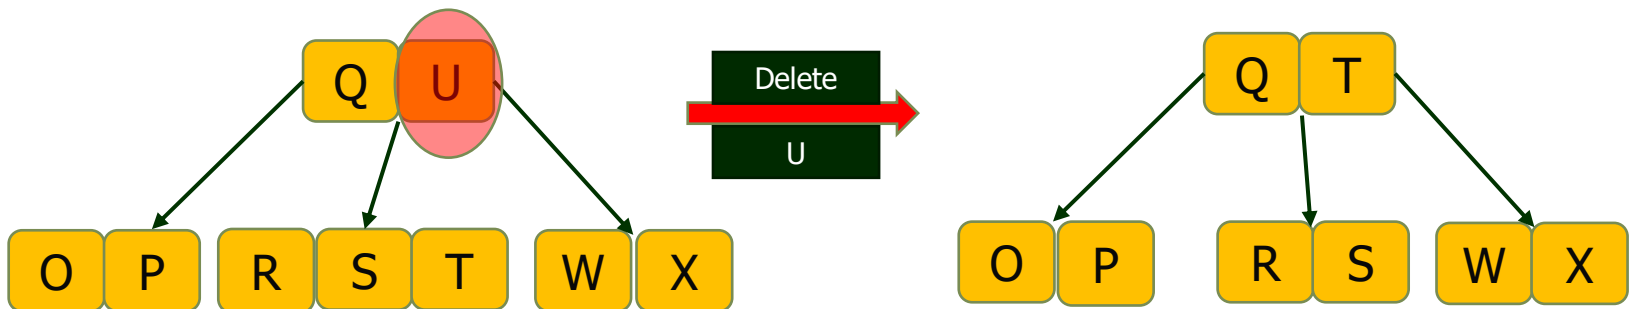 Q U
O P R S T W X
Delete
U
Q T
O P R S W X